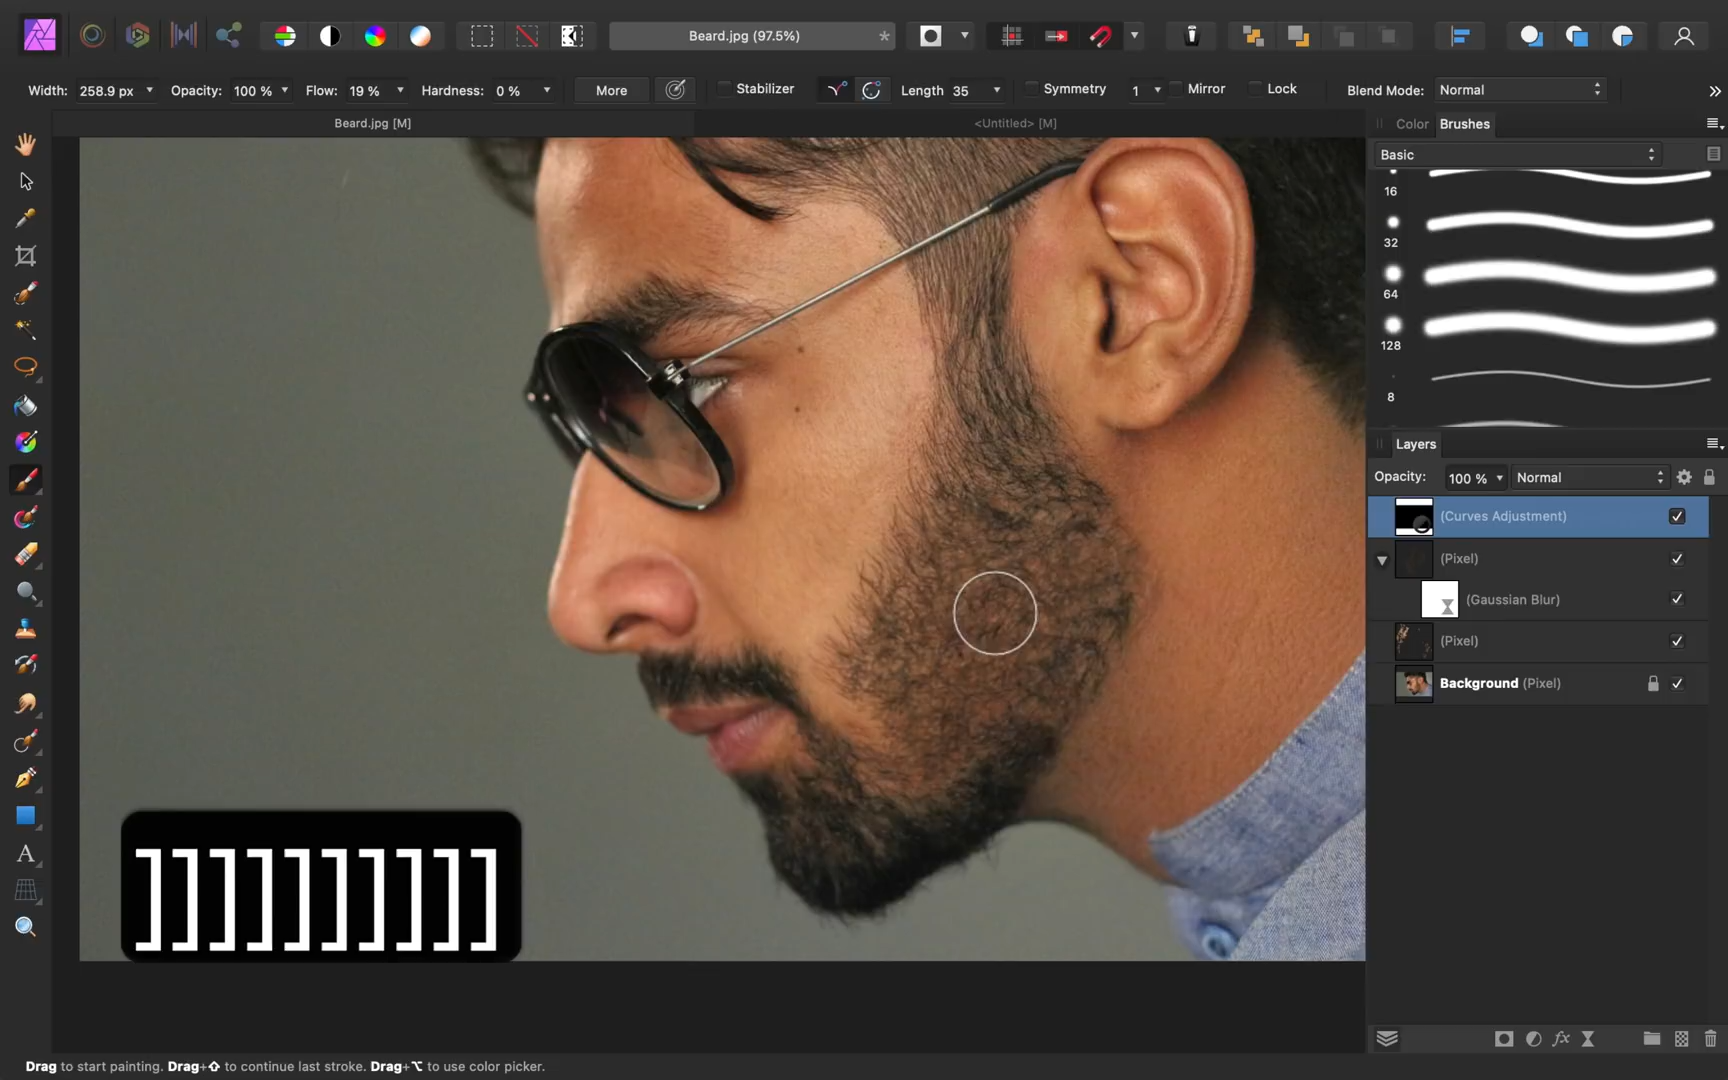 Beard.jpg (97.5%) *
Width: 258.9 px Opacity: 100 % Flow: 19 % Hardness: 0 % More Stabilizer Length 35 Symmetry 1 Mirror Lock Blend Mode: Normal
Beard.jpg [M] <Untitled> [M]
Color Brushes
Basic
16
32
64
128
8
Layers
Opacity: 100 % Normal
(Curves Adjustment)
(Pixel)
(Gaussian Blur)
(Pixel)
Background (Pixel)
]]]]]]]]]]
A
fx
Drag to start painting. Drag+⇧ to continue last stroke. Drag+⌥ to use color picker.